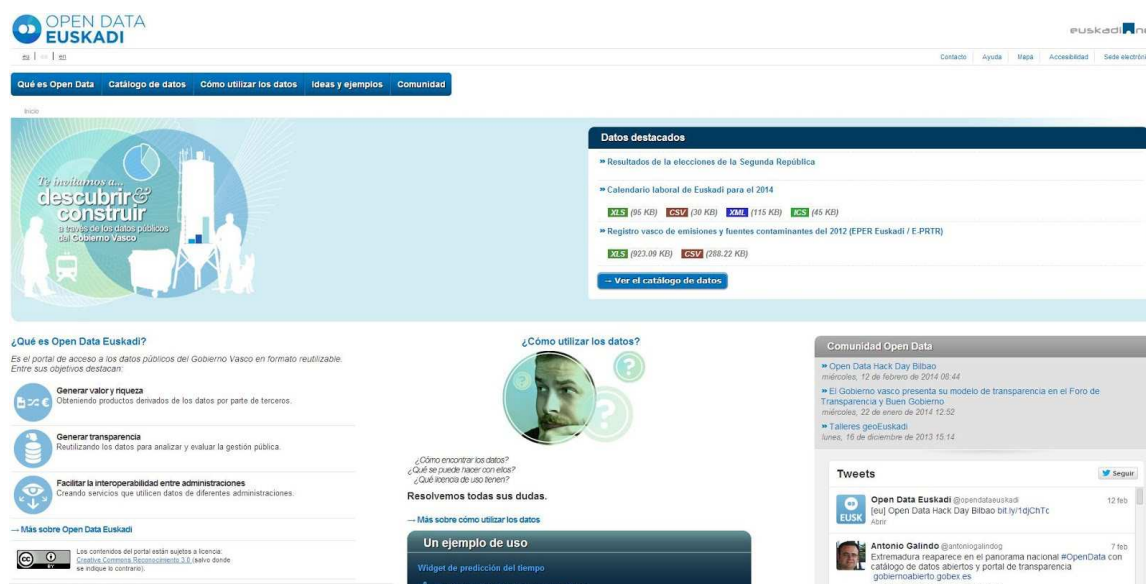 OPEN DATA
EUSKADI
euskadi
es | eu | en
Contacto Ayuda Mapa Accesibilidad Sede electróni
Qué es Open Data Catálogo de datos Cómo utilizar los datos Ideas y ejemplos Comunidad
Inicio
Te invitamos a...
descubrir &
construir
a través de los datos públicos
del Gobierno Vasco
Datos destacados
» Resultados de la elecciones de la Segunda República
» Calendario laboral de Euskadi para el 2014
XLS (95 KB) CSV (30 KB) XML (115 KB) ICS (45 KB)
» Registro vasco de emisiones y fuentes contaminantes del 2012 (EPER Euskadi / E-PRTR)
XLS (923.09 KB) CSV (288.22 KB)
→ Ver el catálogo de datos
¿Qué es Open Data Euskadi?
Es el portal de acceso a los datos públicos del Gobierno Vasco en formato reutilizable.
Entre sus objetivos destacan:
Generar valor y riqueza
Obteniendo productos derivados de los datos por parte de terceros.
Generar transparencia
Reutilizando los datos para analizar y evaluar la gestión pública.
Facilitar la interoperabilidad entre administraciones
Creando servicios que utilicen datos de diferentes administraciones.
→ Más sobre Open Data Euskadi
cc BY
Los contenidos del portal están sujetos a licencia:
Creative Commons Reconocimiento 3.0 (salvo donde
se indique lo contrario).
¿Cómo utilizar los datos?
¿Cómo encontrar los datos?
¿Qué se puede hacer con ellos?
¿Qué licencia de uso tienen?
Resolvemos todas sus dudas.
→ Más sobre cómo utilizar los datos
Un ejemplo de uso
Widget de predicción del tiempo
Comunidad Open Data
» Open Data Hack Day Bilbao
miércoles, 12 de febrero de 2014 08:44
» El Gobierno vasco presenta su modelo de transparencia en el Foro de
Transparencia y Buen Gobierno
miércoles, 22 de enero de 2014 12:52
» Talleres geoEuskadi
lunes, 16 de diciembre de 2013 15:14
Tweets Seguir
Open Data Euskadi @opendataeuskadi 12 feb
[eu] Open Data Hack Day Bilbao bit.ly/1djChTc
Abrir
EUSK
Antonio Galindo @antoniogalindog 7 feb
Extremadura reaparece en el panorama nacional #OpenData con
catálogo de datos abiertos y portal de transparencia
gobiernoabierto.gobex.es